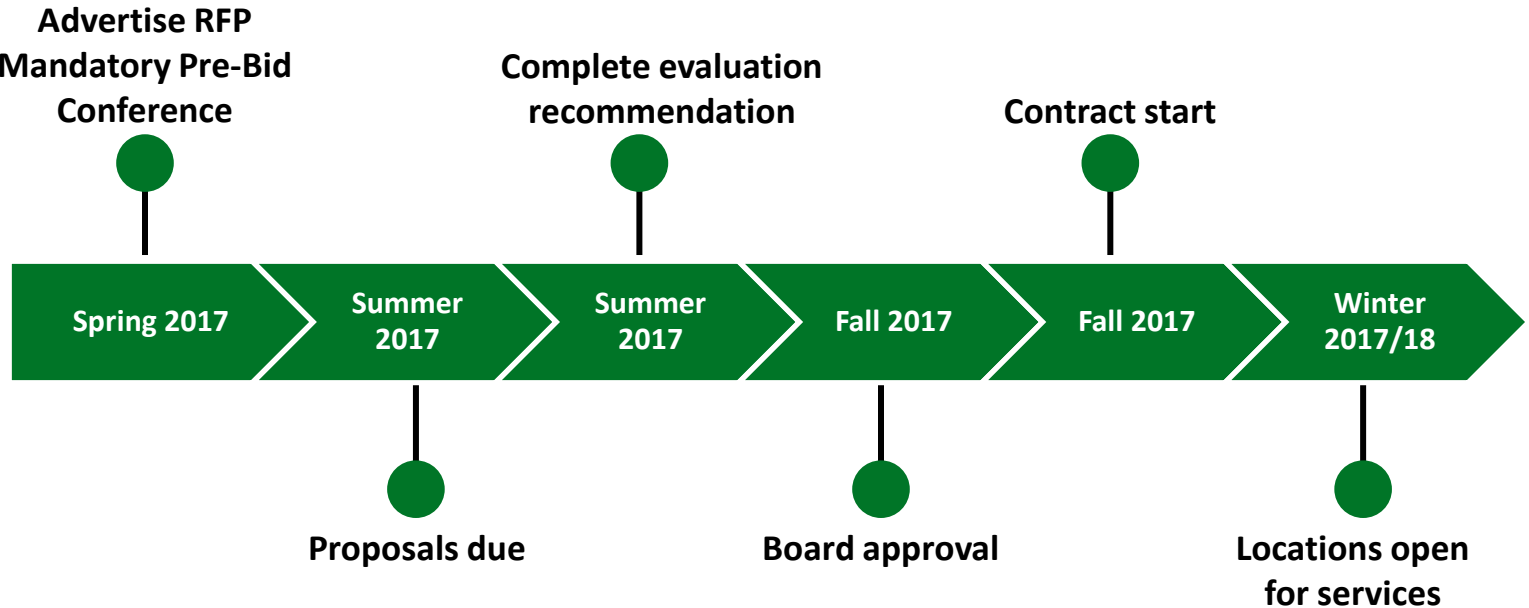 Advertise RFP
Mandatory Pre-Bid
Conference
Complete evaluation
recommendation
Contract start
Spring 2017
Summer
2017
Summer
2017
Fall 2017
Fall 2017
Winter
2017/18
Proposals due
Board approval
Locations open
for services